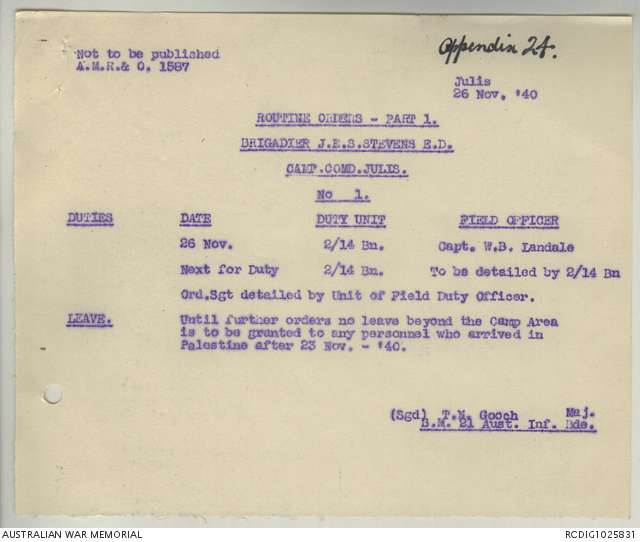 Not to be published
A.M.R.& O. 1587
Appendix 24.
Julis
26 Nov. '40
ROUTINE ORDERS - PART 1.
BRIGADIER J.E.S.STEVENS E.D.
CAMP.COMD.JULIS.
No 1.
DUTIES DATE DUTY UNIT FIELD OFFICER
26 Nov. 2/14 Bn. Capt. W.B. Landale
Next for Duty 2/14 Bn. To be detailed by 2/14 Bn
Ord.Sgt detailed by Unit of Field Duty Officer.
LEAVE. Until further orders no leave beyond the Camp Area
is to be granted to any personnel who arrived in
Palestine after 23 Nov. - '40.
(Sgd) T.N. Gooch Maj.
B.M. 21 Aust. Inf. Bde.
AUSTRALIAN WAR MEMORIAL RCDIG1025831